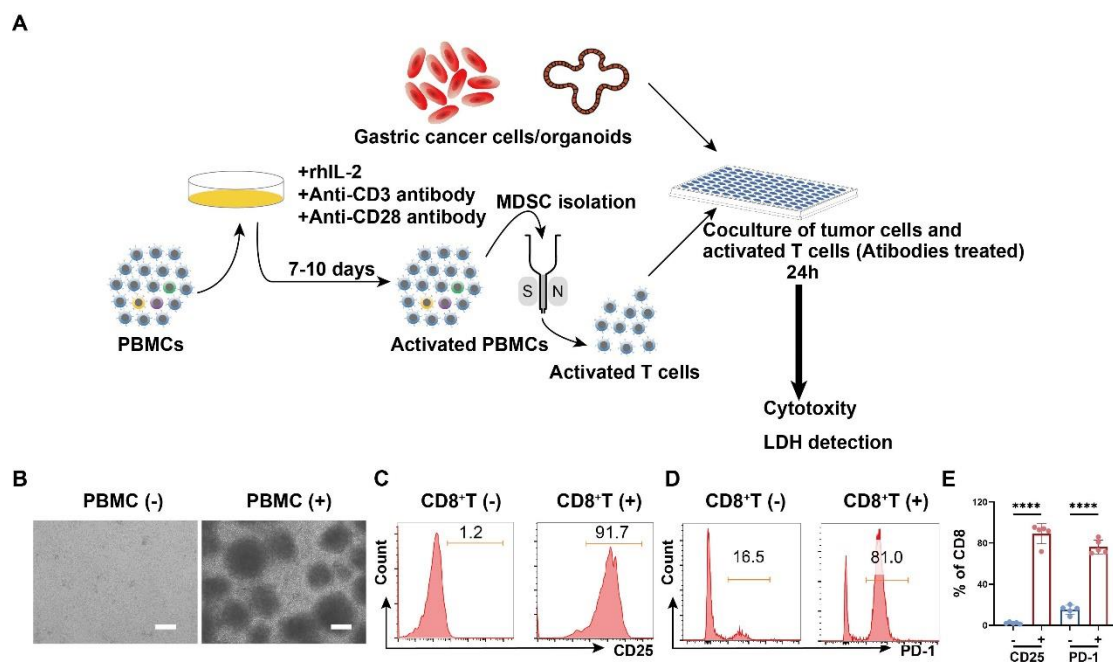 A
Gastric cancer cells/organoids
+rhIL-2
+Anti-CD3 antibody
+Anti-CD28 antibody
MDSC isolation
7-10 days
S N
PBMCs
Activated PBMCs
Activated T cells
Coculture of tumor cells and
activated T cells (Atibodies treated)
24h
Cytotoxity
LDH detection
B
PBMC (-)
PBMC (+)
C
CD8+T (-)
CD8+T (+)
Count
1.2
91.7
CD25
D
CD8+T (-)
CD8+T (+)
Count
16.5
81.0
PD-1
E
% of CD8
120
80
40
0
**** ****
- + - +
CD25 PD-1